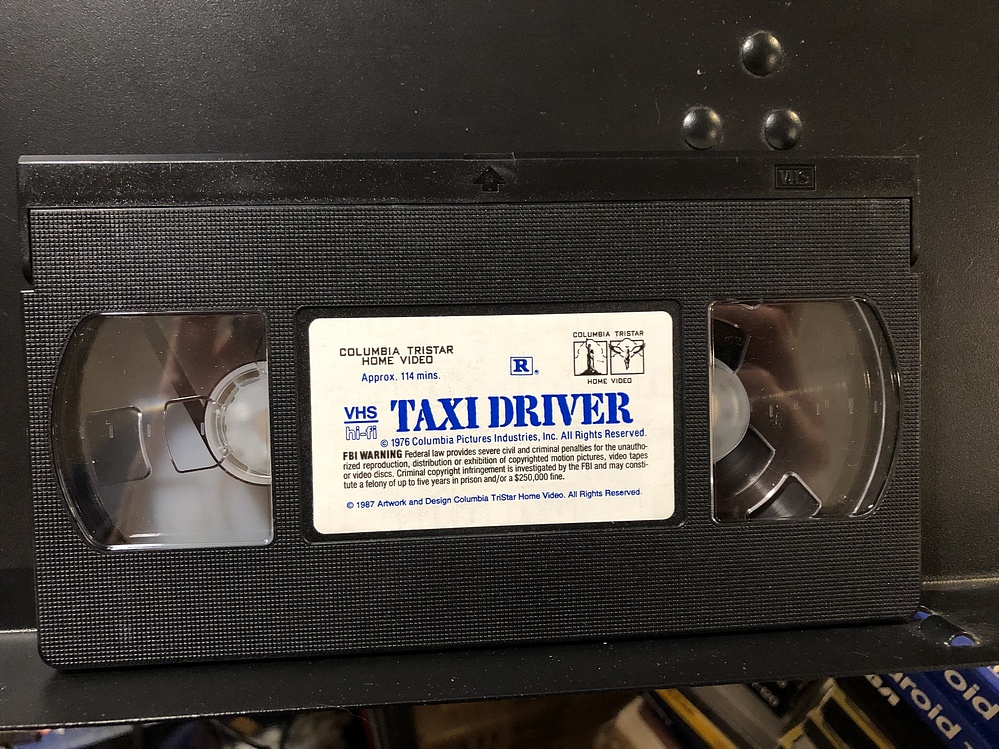 VHS
COLUMBIA TRISTAR
HOME VIDEO
Approx. 114 mins.
R
COLUMBIA TRISTAR
HOME VIDEO
VHS
hi-fi
TAXI DRIVER
© 1976 Columbia Pictures Industries, Inc. All Rights Reserved.
FBI WARNING Federal law provides severe civil and criminal penalties for the unautho-
rized reproduction, distribution or exhibition of copyrighted motion pictures, video tapes
or video discs. Criminal copyright infringement is investigated by the FBI and may consti-
tute a felony of up to five years in prison and/or a $250,000 fine.
© 1987 Artwork and Design Columbia TriStar Home Video. All Rights Reserved.